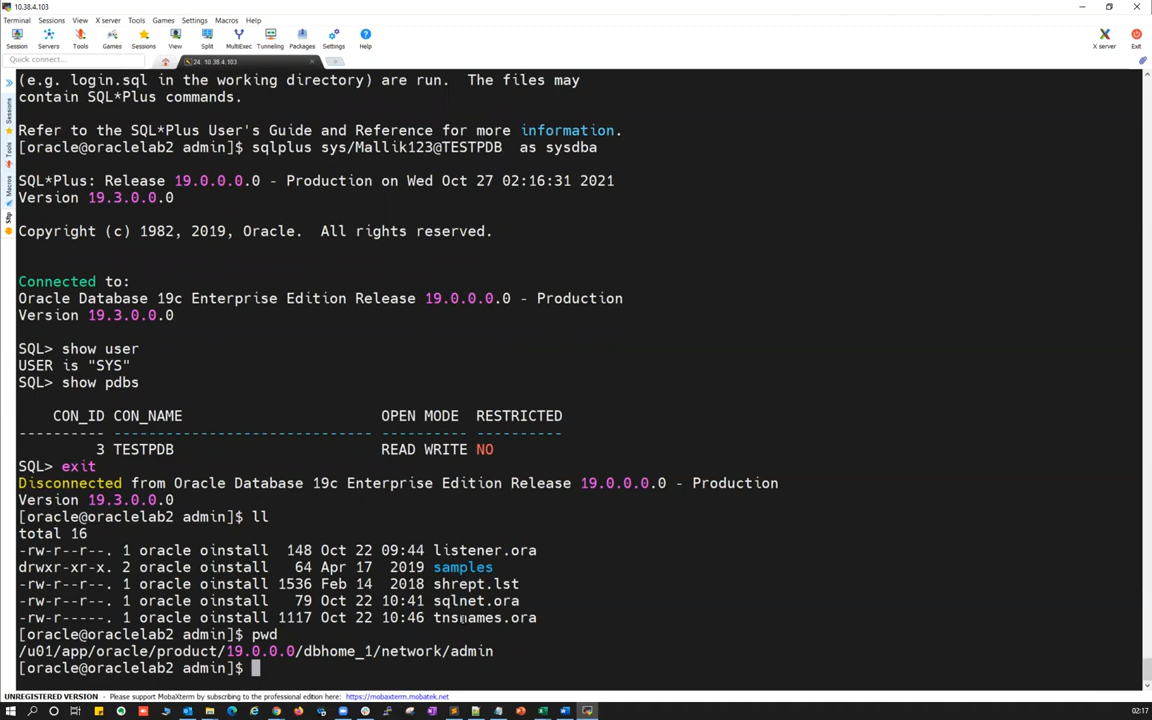 10.38.4.103
Terminal Sessions View X server Tools Games Settings Macros Help
Session Servers Tools Games Sessions View Split MultiExec Tunneling Packages Settings Help X server Exit
Quick connect... 24. 10.38.4.103
Sessions
Tools
Macros
Sftp
(e.g. login.sql in the working directory) are run.  The files may
contain SQL*Plus commands.
Refer to the SQL*Plus User's Guide and Reference for more information.
[oracle@oraclelab2 admin]$ sqlplus sys/Mallik123@TESTPDB  as sysdba
SQL*Plus: Release 19.0.0.0.0 - Production on Wed Oct 27 02:16:31 2021
Version 19.3.0.0.0
Copyright (c) 1982, 2019, Oracle.  All rights reserved.
Connected to:
Oracle Database 19c Enterprise Edition Release 19.0.0.0.0 - Production
Version 19.3.0.0.0
SQL> show user
USER is "SYS"
SQL> show pdbs
    CON_ID CON_NAME                       OPEN MODE  RESTRICTED
---------- ------------------------------ ---------- ----------
         3 TESTPDB                        READ WRITE NO
SQL> exit
Disconnected from Oracle Database 19c Enterprise Edition Release 19.0.0.0.0 - Production
Version 19.3.0.0.0
[oracle@oraclelab2 admin]$ ll
total 16
-rw-r--r--. 1 oracle oinstall  148 Oct 22 09:44 listener.ora
drwxr-xr-x. 2 oracle oinstall   64 Apr 17  2019 samples
-rw-r--r--. 1 oracle oinstall 1536 Feb 14  2018 shrept.lst
-rw-r--r--. 1 oracle oinstall   79 Oct 22 10:41 sqlnet.ora
-rw-r-----. 1 oracle oinstall 1117 Oct 22 10:46 tnsnames.ora
[oracle@oraclelab2 admin]$ pwd
/u01/app/oracle/product/19.0.0.0/dbhome_1/network/admin
[oracle@oraclelab2 admin]$
UNREGISTERED VERSION - Please support MobaXterm by subscribing to the professional edition here: https://mobaxterm.mobatek.net
02:17